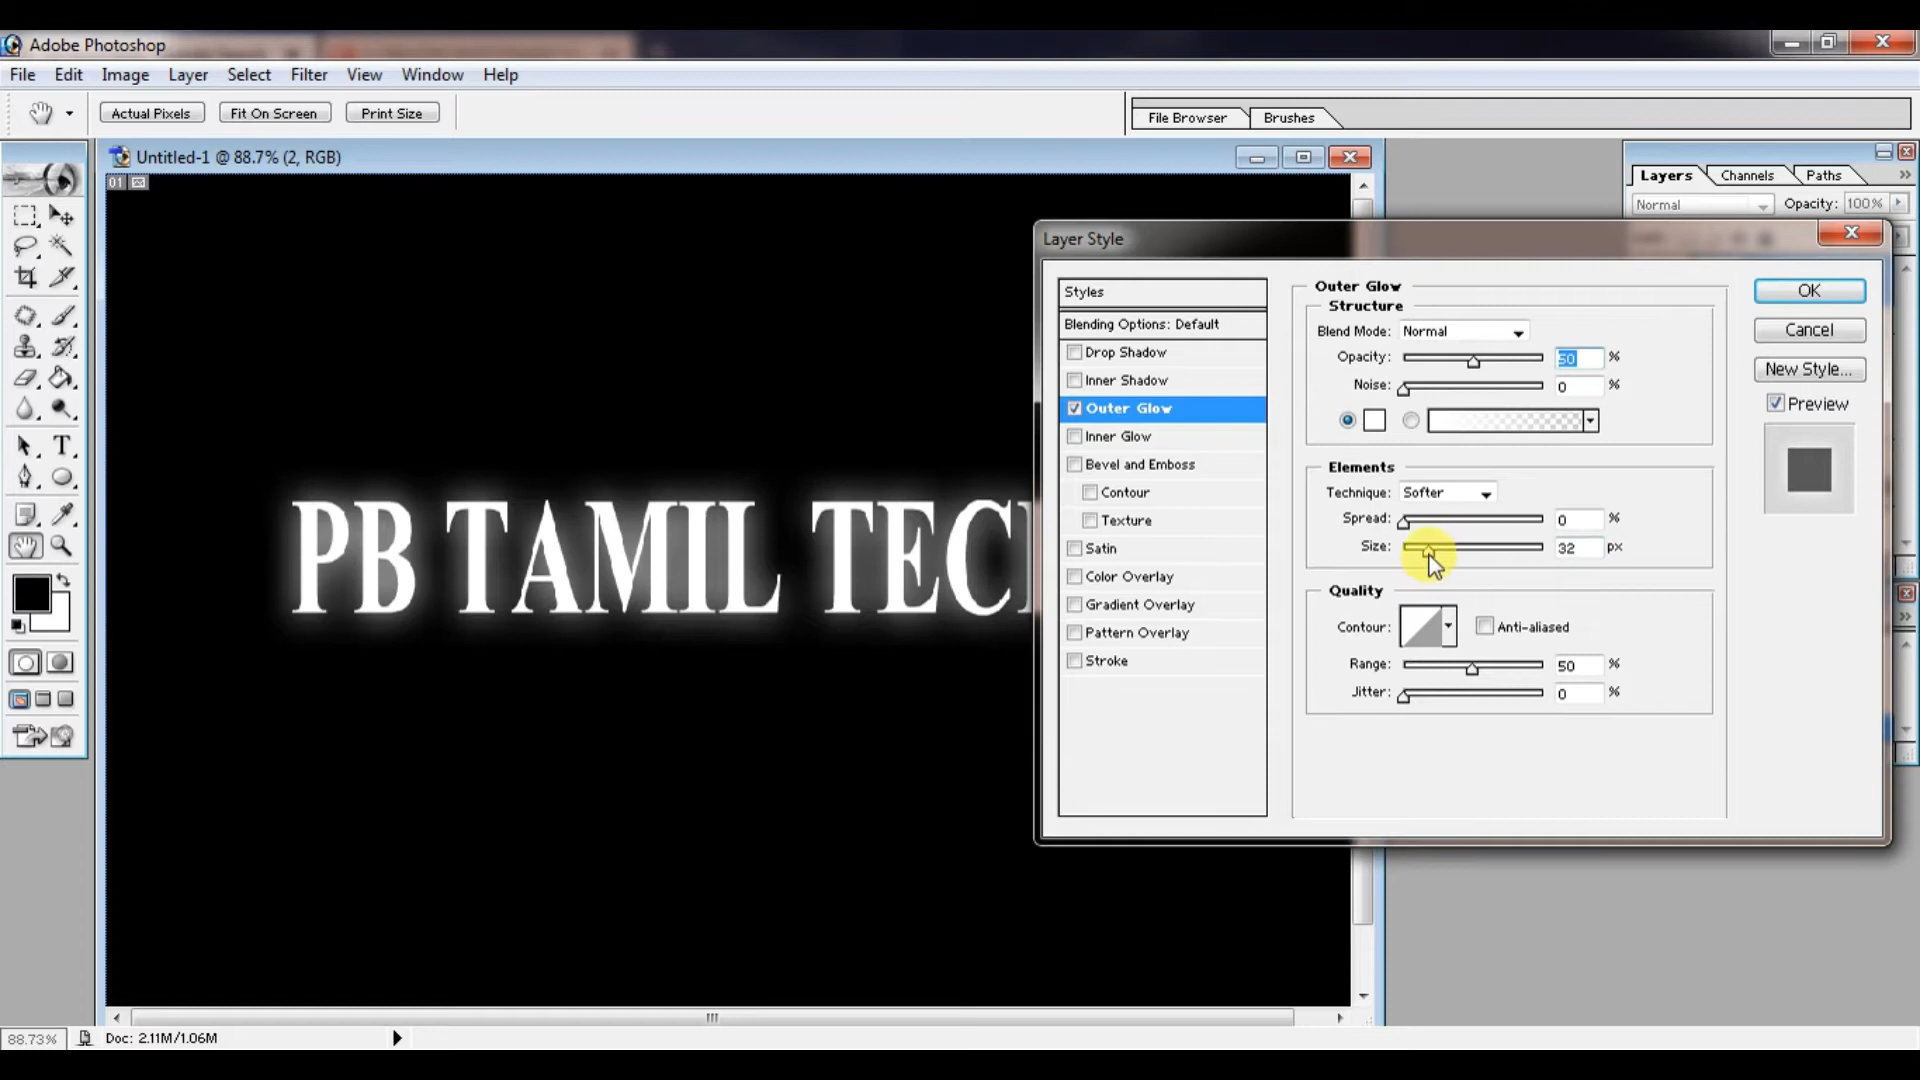 Adobe Photoshop
File Edit Image Layer Select Filter View Window Help
Actual Pixels Fit On Screen Print Size
File Browser Brushes
Untitled-1 @ 88.7% (2, RGB)
01
Layers Channels Paths
Normal Opacity: 100%
Layer Style
Styles
Blending Options: Default
Drop Shadow
Inner Shadow
Outer Glow
Inner Glow
Bevel and Emboss
Contour
Texture
Satin
Color Overlay
Gradient Overlay
Pattern Overlay
Stroke
Outer Glow
Structure
Blend Mode: Normal
Opacity: 50 %
Noise: 0 %
Elements
Technique: Softer
Spread: 0 %
Size: 32 px
Quality
Contour: Anti-aliased
Range: 50 %
Jitter: 0 %
OK
Cancel
New Style...
Preview
PB TAMIL TECH
T
88.73% Doc: 2.11M/1.06M